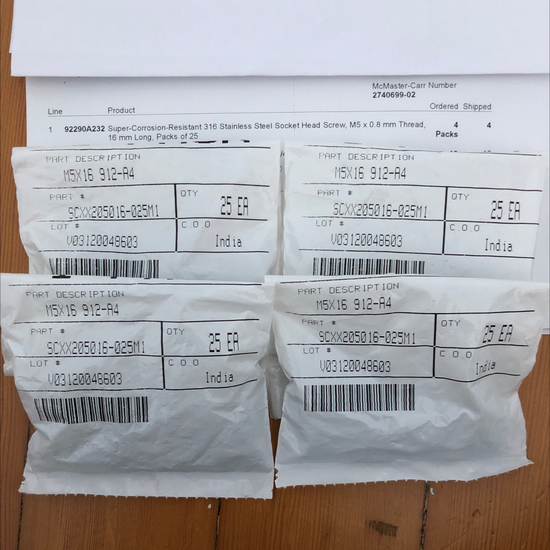 McMaster-Carr Number
2740699-02
Line Product Ordered Shipped
1 92290A232 Super-Corrosion-Resistant 316 Stainless Steel Socket Head Screw, M5 x 0.8 mm Thread, 4 4
16 mm Long, Packs of 25 Packs
PART DESCRIPTION
M5X16 912-A4
PART # QTY
SCXX205016-025M1 25 EA
LOT # C.O.O
V03120048603 India
PART DESCRIPTION
M5X16 912-A4
PART # QTY
SCXX205016-025M1 25 EA
LOT # C.O.O
V03120048603 India
PART DESCRIPTION
M5X16 912-A4
PART # QTY
SCXX205016-025M1 25 EA
LOT # C.O.O
V03120048603 India
PART DESCRIPTION
M5X16 912-A4
PART # QTY
SCXX205016-025M1 25 EA
LOT # C.O.O
V03120048603 India